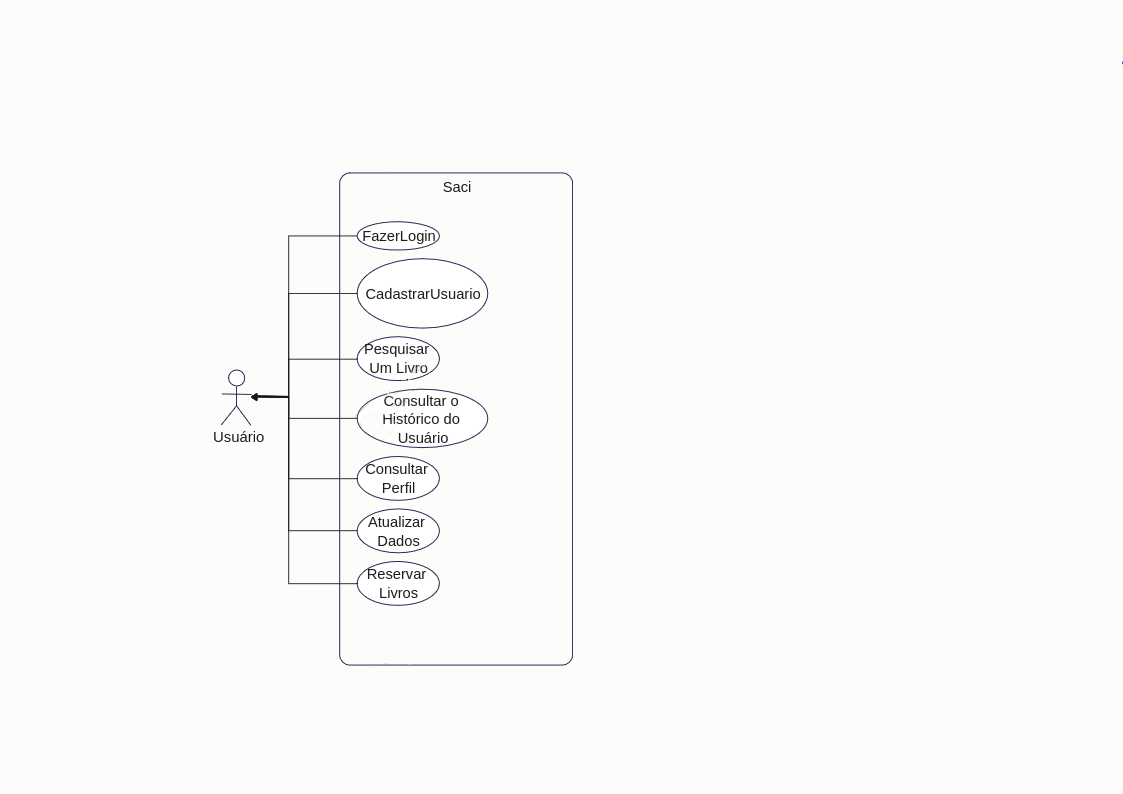 Saci
FazerLogin
CadastrarUsuario
Pesquisar
Um Livro
Consultar o
Histórico do
Usuário
Usuário
Consultar
Perfil
Atualizar
Dados
Reservar
Livros